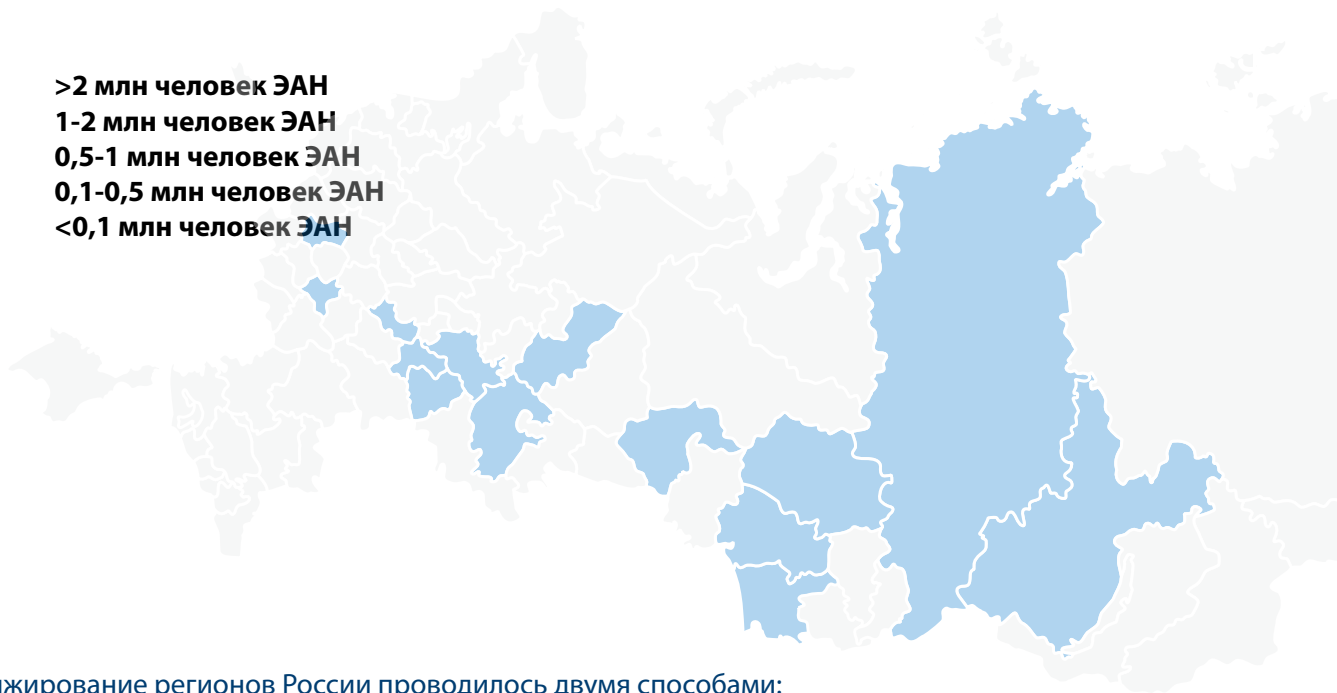 >2 млн человек ЭАН
1-2 млн человек ЭАН
0,5-1 млн человек ЭАН
0,1-0,5 млн человек ЭАН
<0,1 млн человек ЭАН
жирование регионов России проводилось двумя способами: